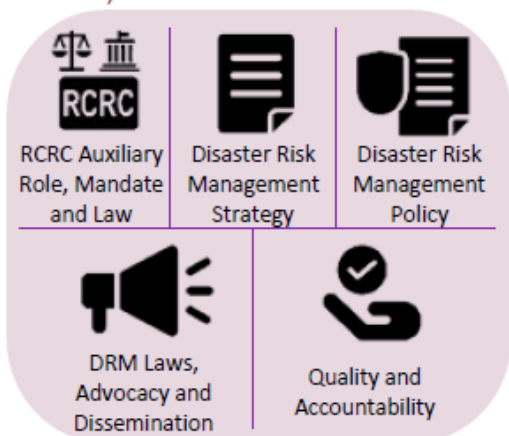 RCRC
RCRC Auxiliary
Role, Mandate
and Law
Disaster Risk
Management
Strategy
Disaster Risk
Management
Policy
DRM Laws,
Advocacy and
Dissemination
Quality and
Accountability